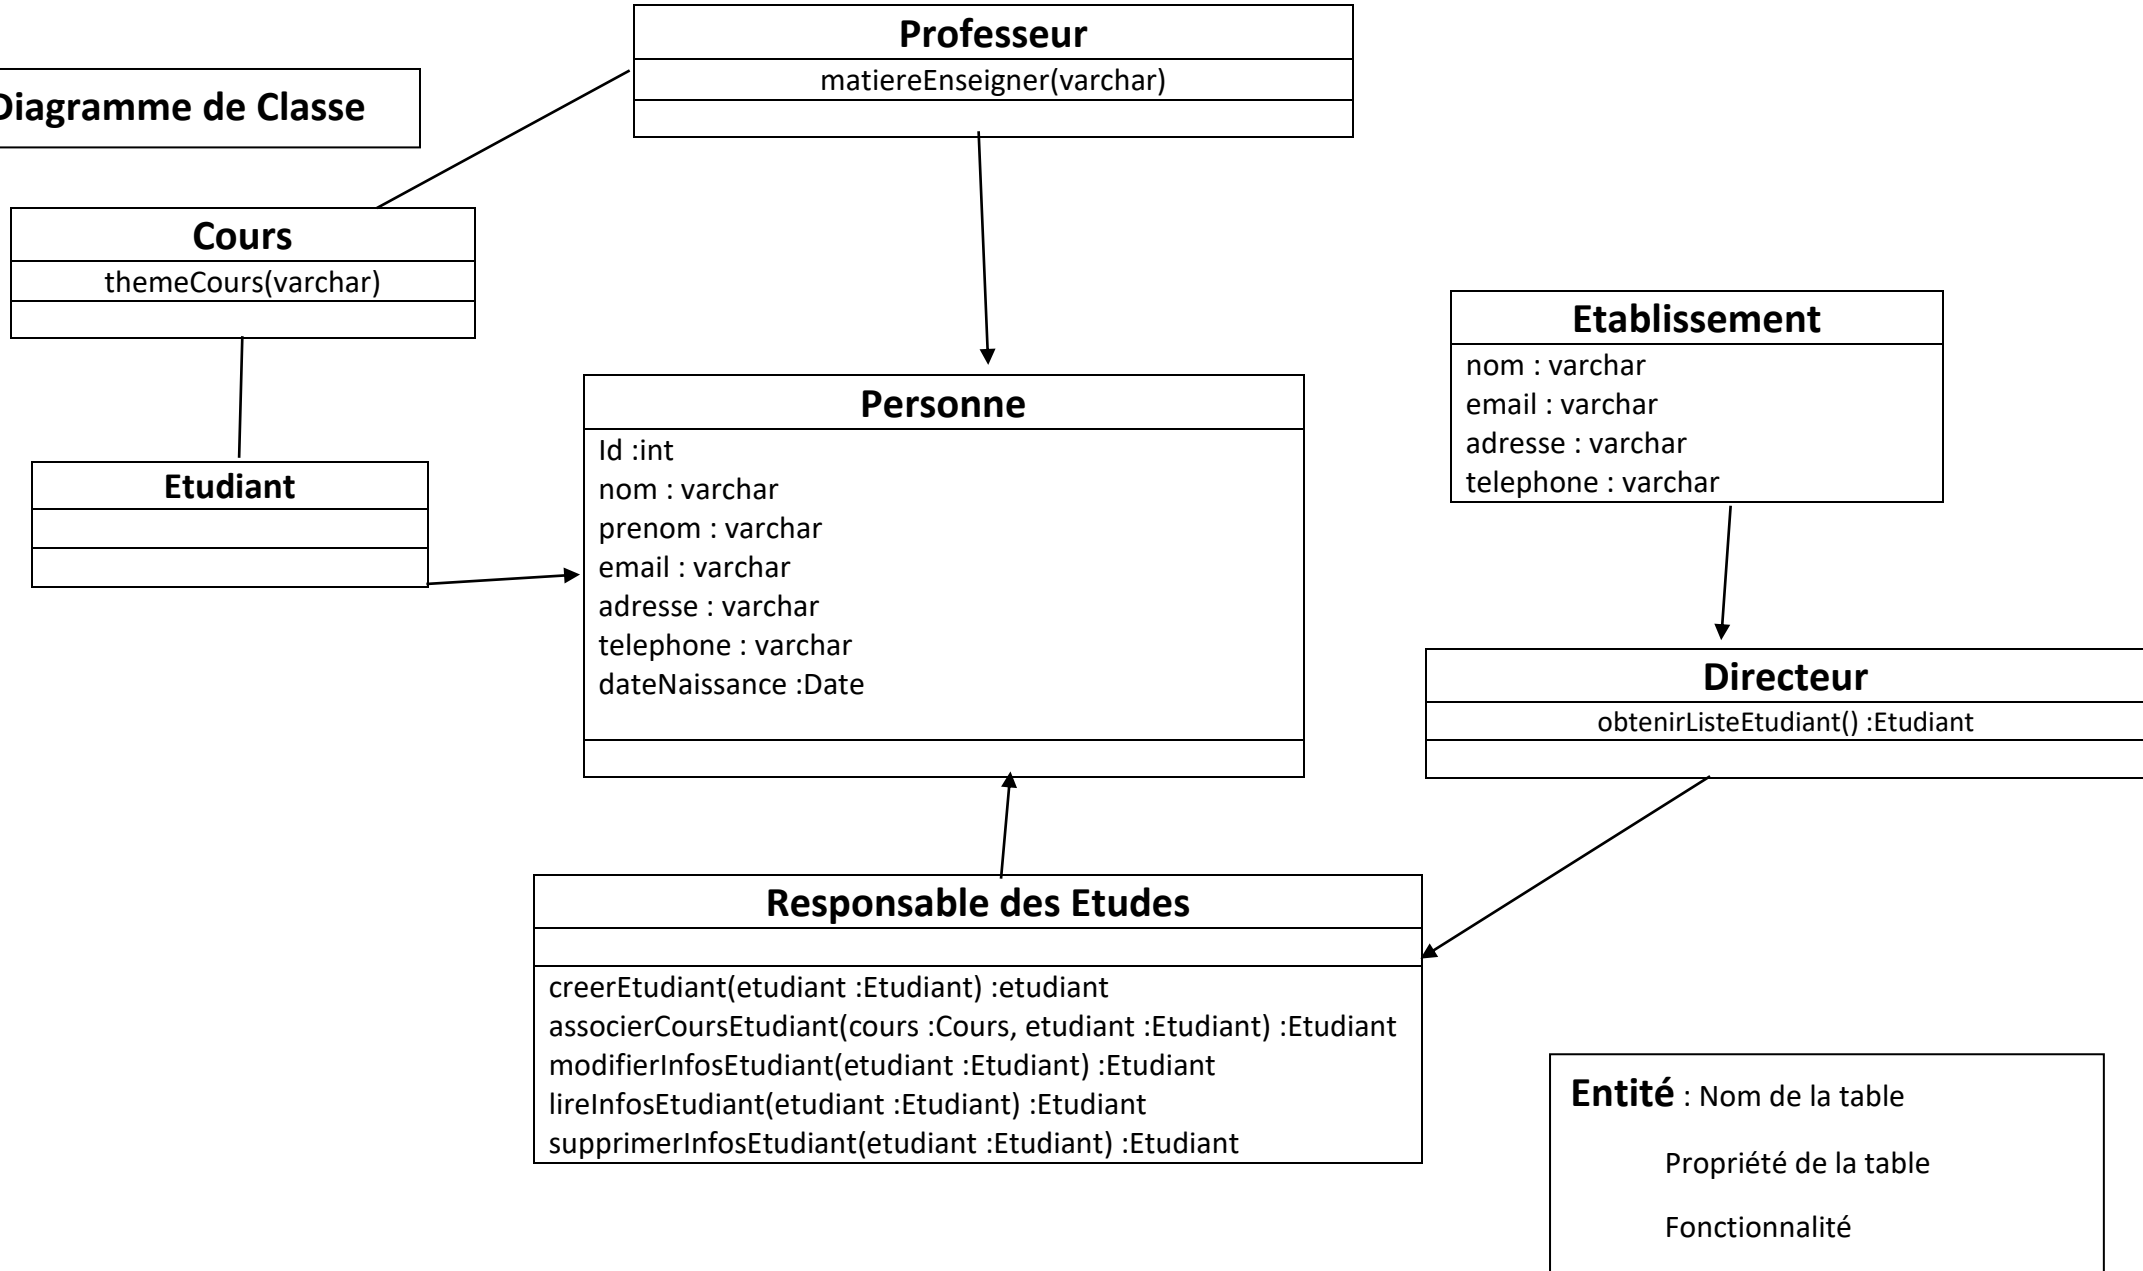 Professeur
matiereEnseigner(varchar)
Diagramme de Classe
Cours
themeCours(varchar)
Etablissement
nom : varchar
email : varchar
adresse : varchar
telephone : varchar
Personne
Id :int
nom : varchar
prenom : varchar
email : varchar
adresse : varchar
telephone : varchar
dateNaissance :Date
Etudiant
Directeur
obtenirListeEtudiant() :Etudiant
Responsable des Etudes
creerEtudiant(etudiant :Etudiant) :etudiant
associerCoursEtudiant(cours :Cours, etudiant :Etudiant) :Etudiant
modifierInfosEtudiant(etudiant :Etudiant) :Etudiant
lireInfosEtudiant(etudiant :Etudiant) :Etudiant
supprimerInfosEtudiant(etudiant :Etudiant) :Etudiant
Entité : Nom de la table
Propriété de la table
Fonctionnalité